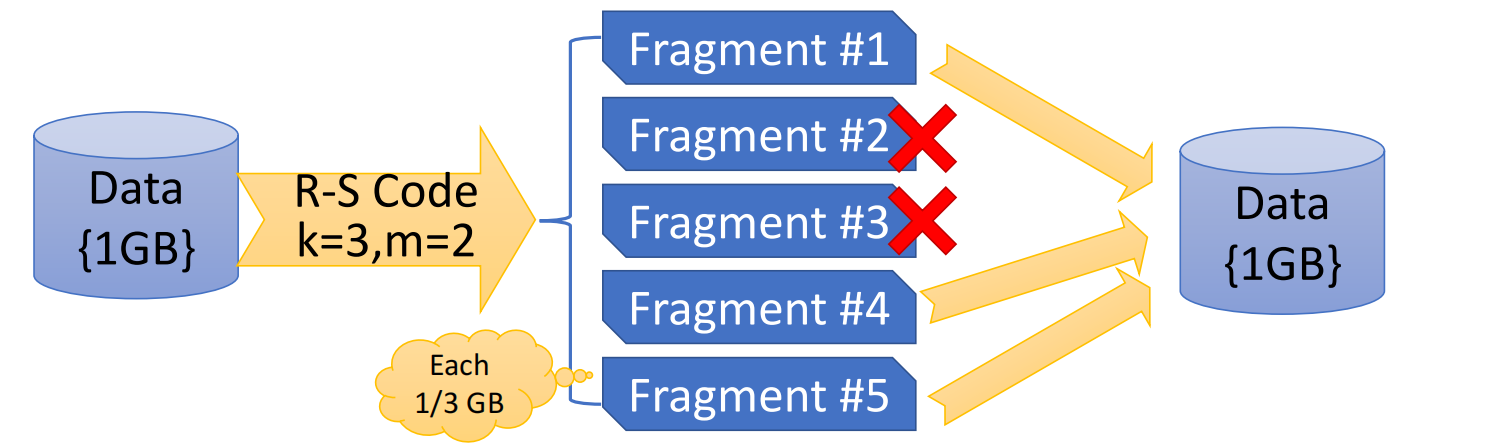 Data
{1GB}
R-S Code
k=3,m=2
Each
1/3 GB
Fragment #1
Fragment #2
Fragment #3
Fragment #4
Fragment #5
Data
{1GB}